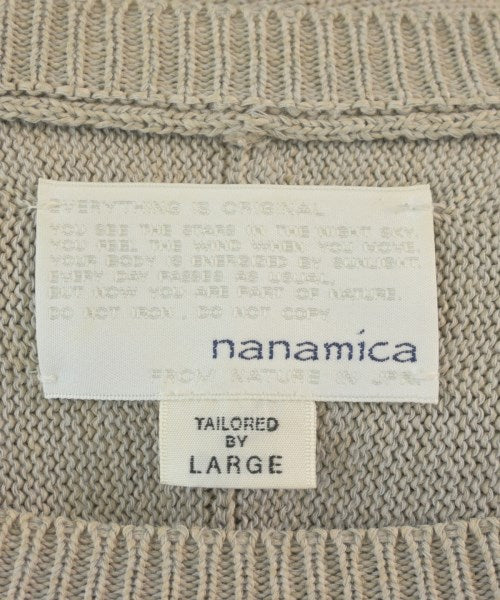 EVERYTHING IS ORIGINAL
YOU SEE THE STARS IN THE NIGHT SKY.
YOU FEEL THE WIND WHEN YOU MOVE.
YOUR BODY IS ENERGISED BY SUNLIGHT.
EVERY DAY PASSES AS USUAL,
BUT NOW YOU ARE PART OF NATURE.
DO NOT IRON, DO NOT COPY
nanamica
FROM NATURE IN JPN.
TAILORED
BY
LARGE